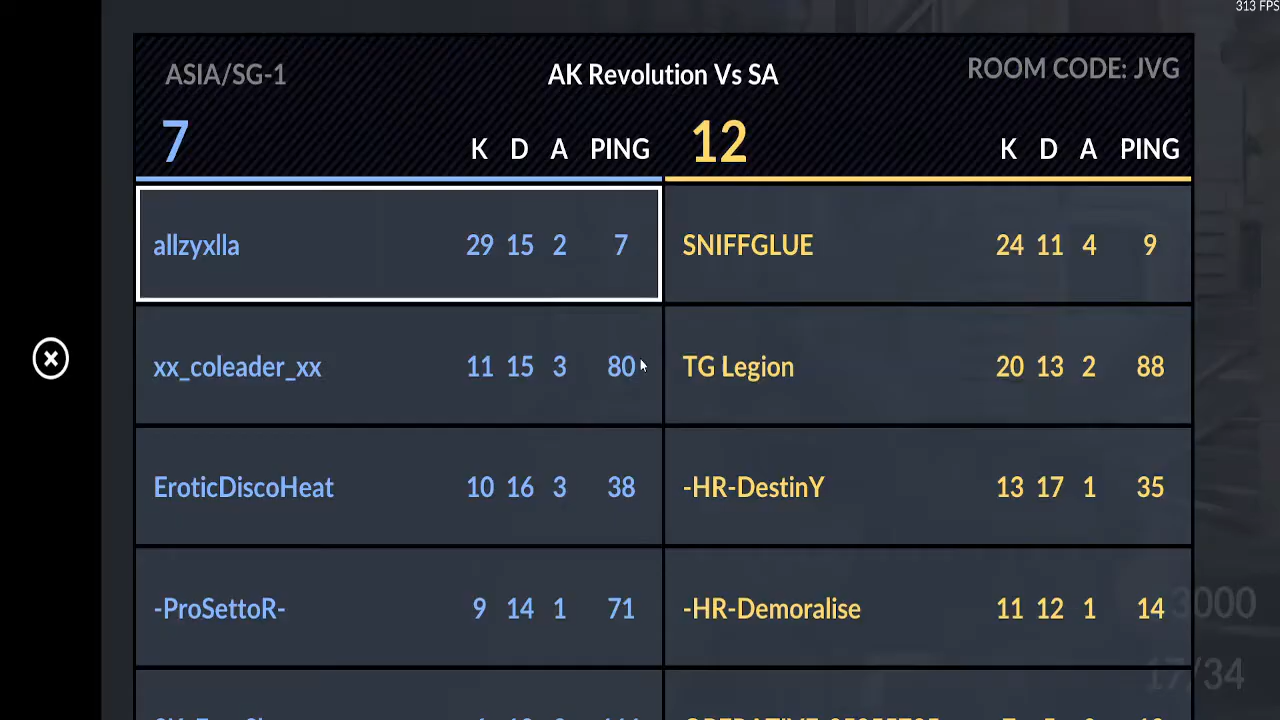 313 FPS
ASIA/SG-1 AK Revolution Vs SA ROOM CODE: JVG
7 K D A PING 12 K D A PING
allzyxlla 29 15 2 7 SNIFFGLUE 24 11 4 9
xx_coleader_xx 11 15 3 80 TG Legion 20 13 2 88
EroticDiscoHeat 10 16 3 38 -HR-DestinY 13 17 1 35
-ProSettoR- 9 14 1 71 -HR-Demoralise 11 12 1 14
3000
17/34